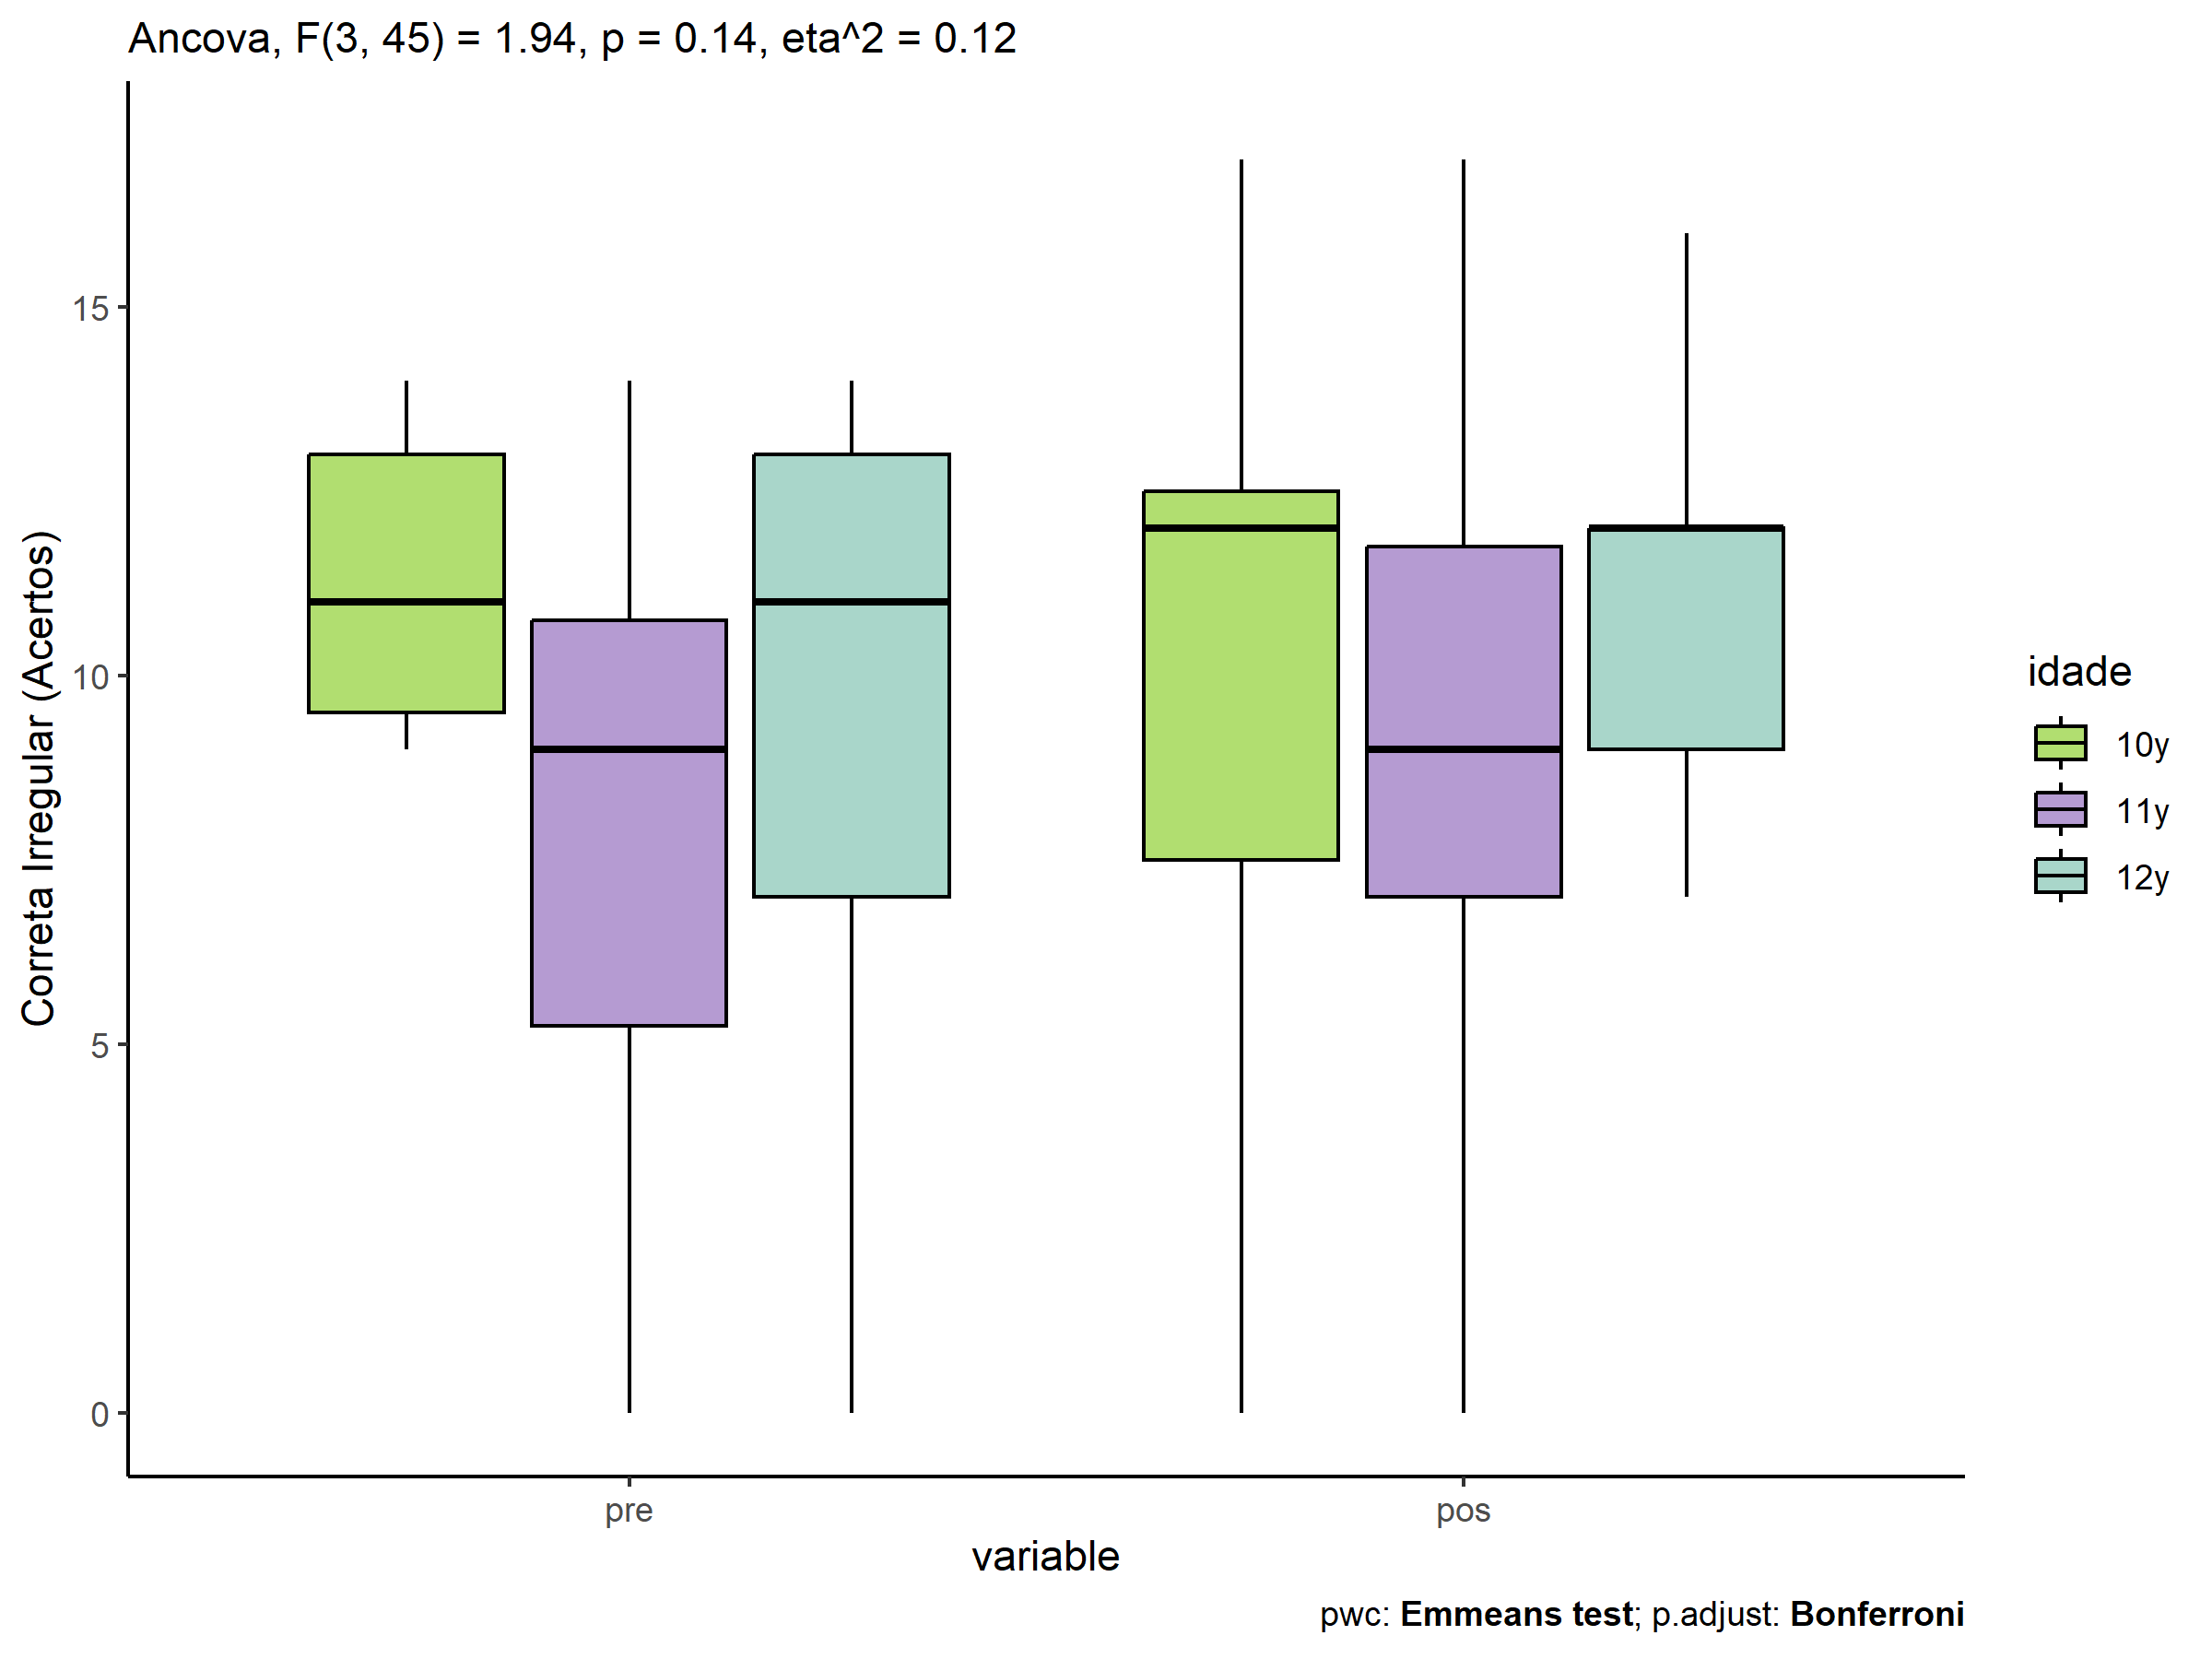 Ancova, F(3, 45) = 1.94, p = 0.14, eta^2 = 0.12
Correta Irregular (Acertos)
15
10
5
0
pre
pos
variable
idade
10y
11y
12y
pwc: Emmeans test; p.adjust: Bonferroni